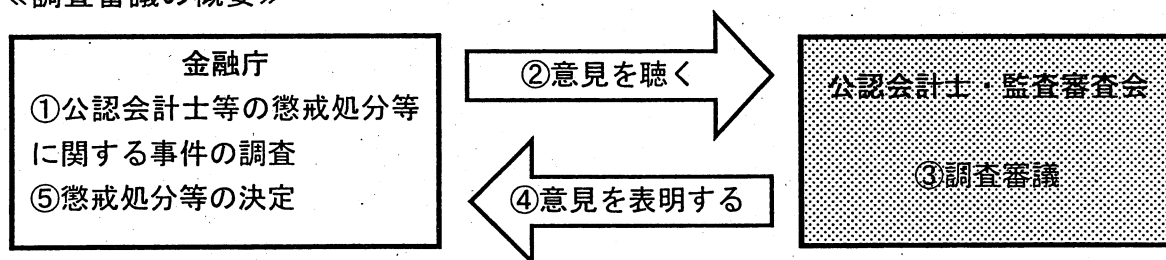 ≪調査審議の概要≫
金融庁
①公認会計士等の懲戒処分等
に関する事件の調査
⑤懲戒処分等の決定
②意見を聴く
④意見を表明する
公認会計士・監査審査会
③調査審議